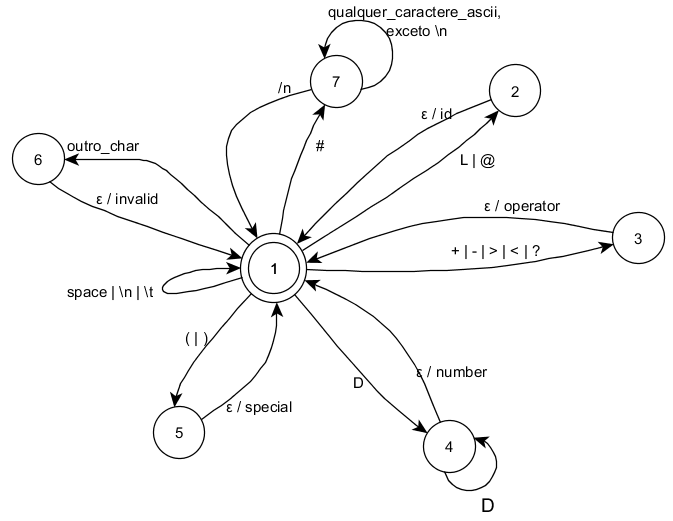 qualquer_caractere_ascii,
exceto \n
7
/n
2
ε / id
#
L | @
outro_char
6
ε / invalid
ε / operator
3
+ | - | > | < | ?
1
space | \n | \t
( | )
D
ε / number
ε / special
5
4
D